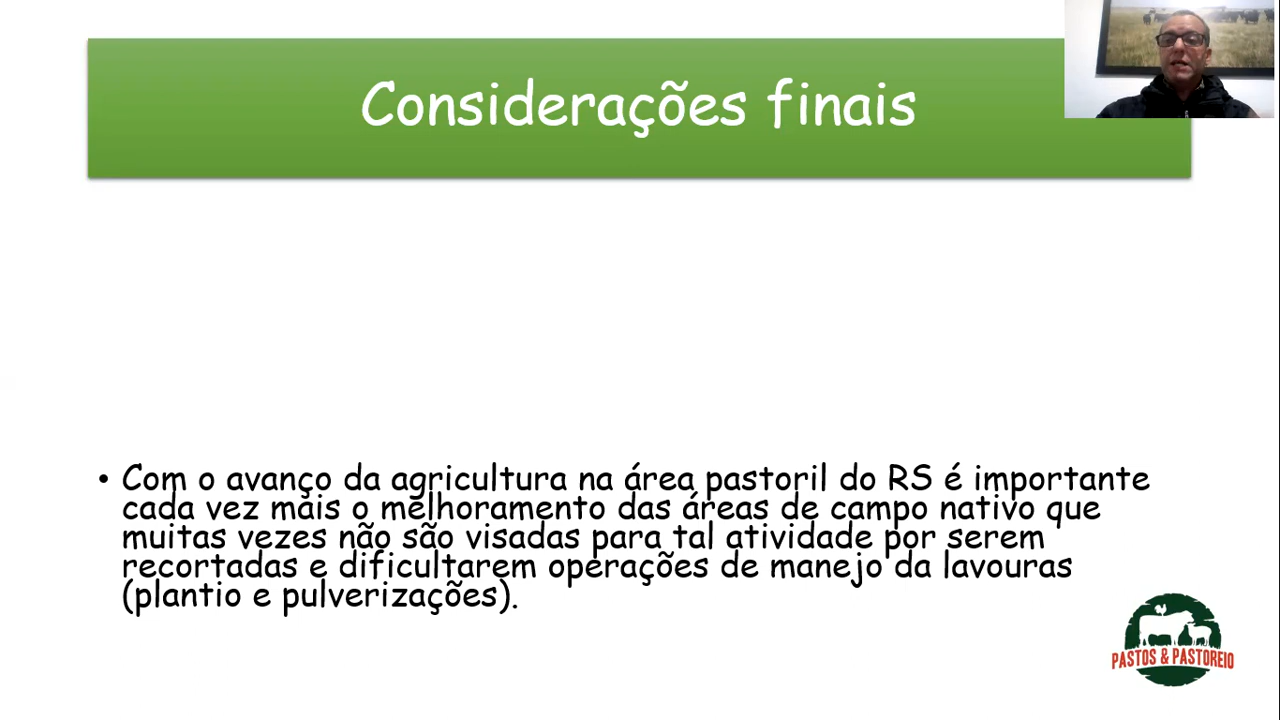 Considerações finais
• Com o avanço da agricultura na área pastoril do RS é importante
cada vez mais o melhoramento das áreas de campo nativo que
muitas vezes não são visadas para tal atividade por serem
recortadas e dificultarem operações de manejo da lavouras
(plantio e pulverizações).
PASTOS & PASTOREIO